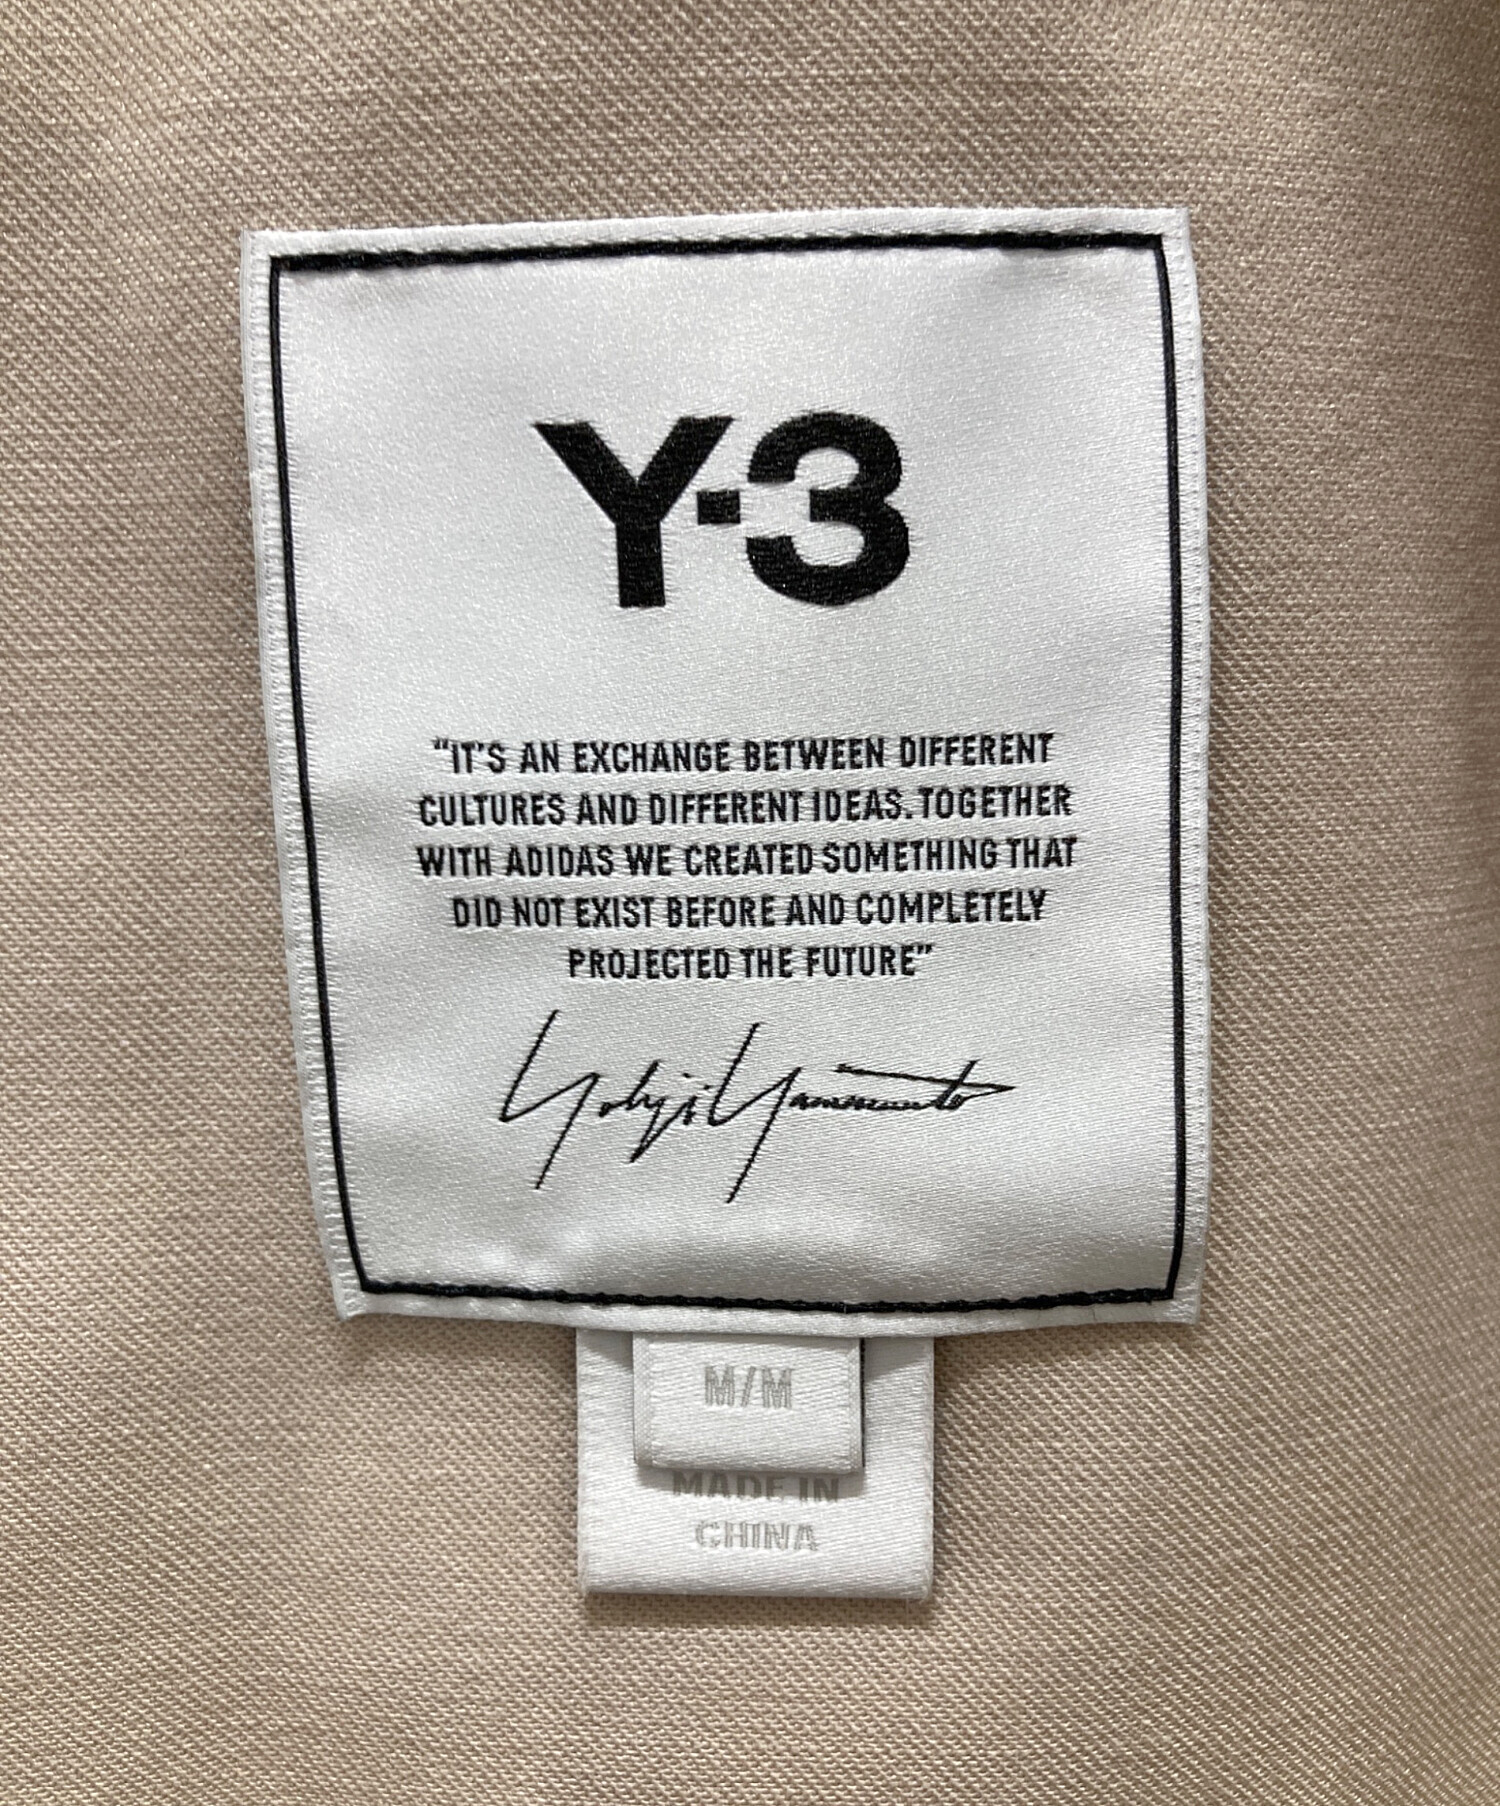 Y-3
"IT'S AN EXCHANGE BETWEEN DIFFERENT
CULTURES AND DIFFERENT IDEAS. TOGETHER
WITH ADIDAS WE CREATED SOMETHING THAT
DID NOT EXIST BEFORE AND COMPLETELY
PROJECTED THE FUTURE"
Yohji Yamamoto
M/M
MADE IN
CHINA